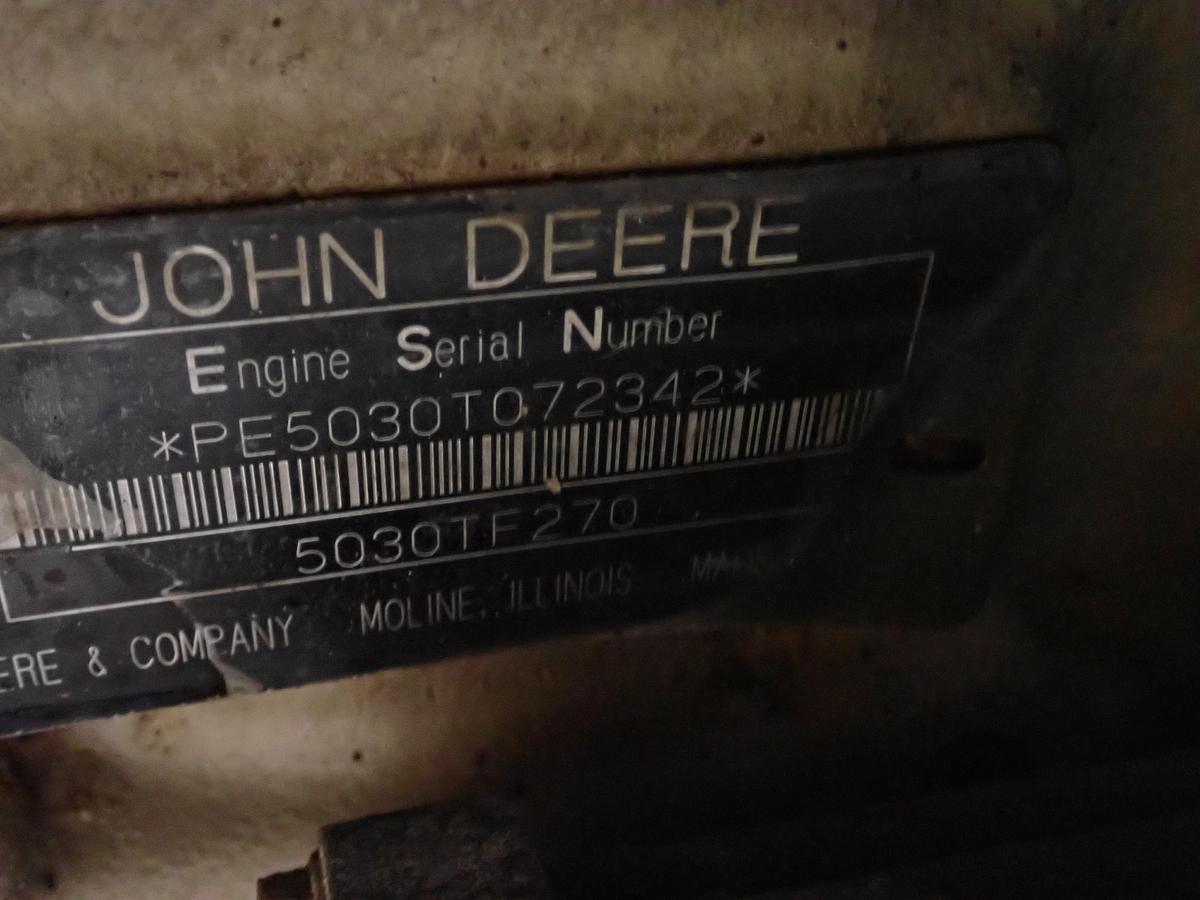 JOHN DEERE
Engine Serial Number
*PE5030T072342*
5030TF270
ERE & COMPANY MOLINE, ILLINOIS